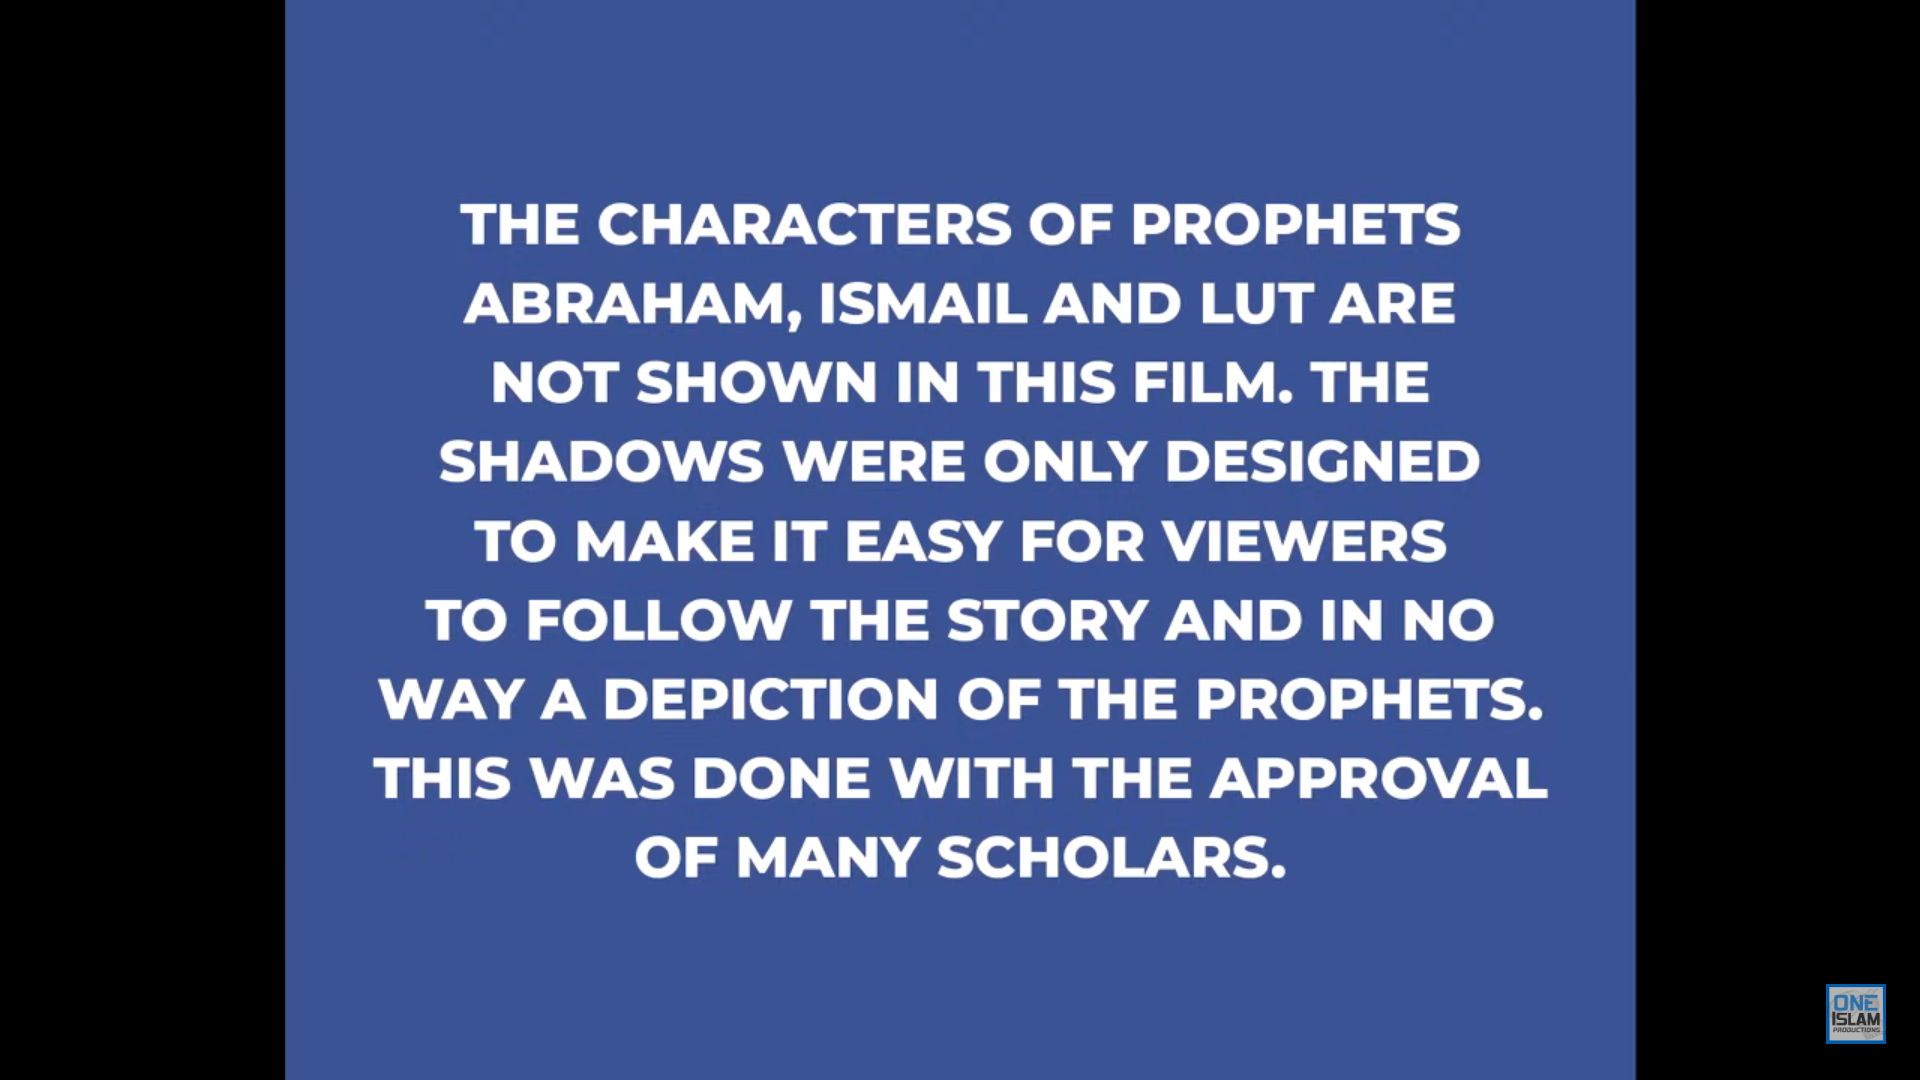 THE CHARACTERS OF PROPHETS
ABRAHAM, ISMAIL AND LUT ARE
NOT SHOWN IN THIS FILM. THE
SHADOWS WERE ONLY DESIGNED
TO MAKE IT EASY FOR VIEWERS
TO FOLLOW THE STORY AND IN NO
WAY A DEPICTION OF THE PROPHETS.
THIS WAS DONE WITH THE APPROVAL
OF MANY SCHOLARS.
ONE
ISLAM
PRODUCTIONS